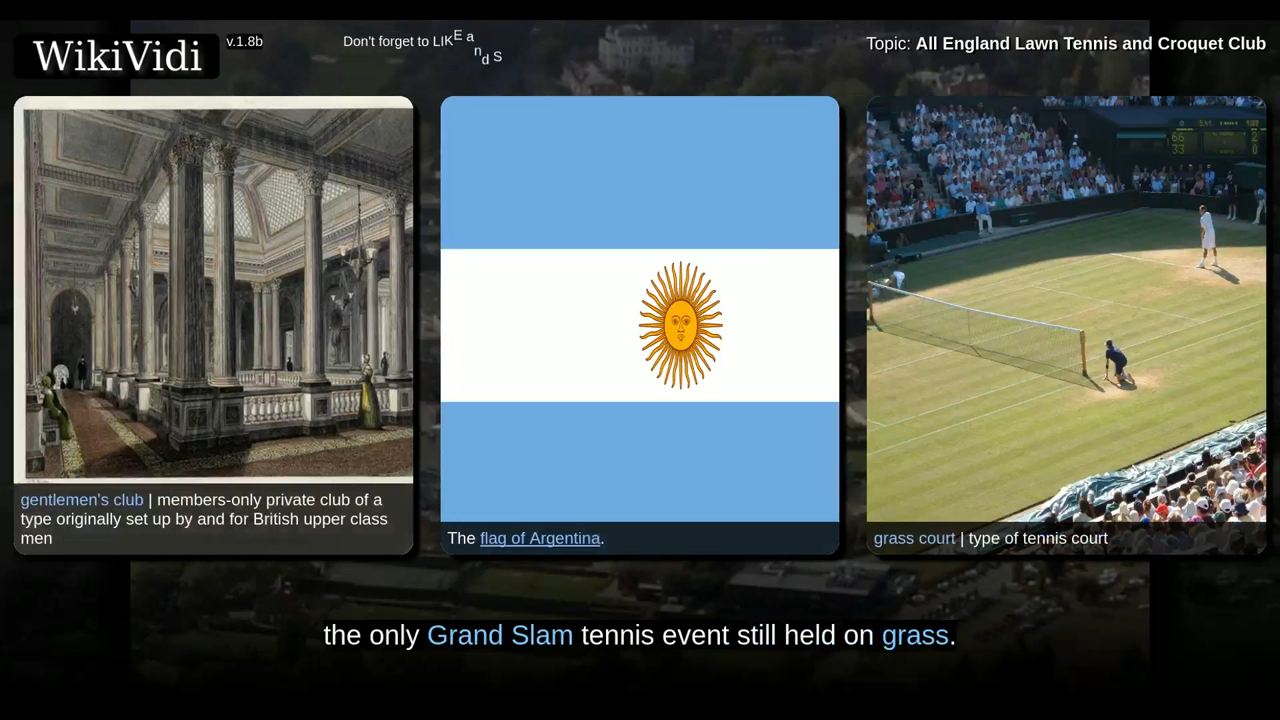 WikiVidi
v.1.8b
Don't forget to LIKE and S
Topic: All England Lawn Tennis and Croquet Club
gentlemen's club | members-only private club of a
type originally set up by and for British upper class
men
The flag of Argentina.
grass court | type of tennis court
the only Grand Slam tennis event still held on grass.